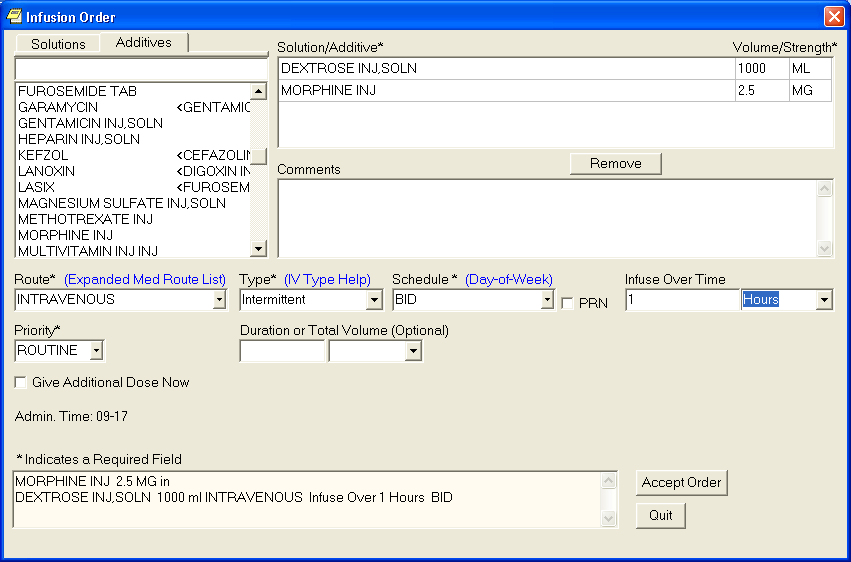 Infusion Order
Solutions Additives
FUROSEMIDE TAB
GARAMYCIN <GENTAMIC
GENTAMICIN INJ,SOLN
HEPARIN INJ,SOLN
KEFZOL <CEFAZOLIN
LANOXIN <DIGOXIN IN
LASIX <FUROSEM
MAGNESIUM SULFATE INJ,SOLN
METHOTREXATE INJ
MORPHINE INJ
MULTIVITAMIN INJ INJ
Solution/Additive* Volume/Strength*
DEXTROSE INJ,SOLN 1000 ML
MORPHINE INJ 2.5 MG
Remove
Comments
Route* (Expanded Med Route List) Type* (IV Type Help) Schedule * (Day-of-Week) Infuse Over Time
INTRAVENOUS Intermittent BID PRN 1 Hours
Priority* Duration or Total Volume (Optional)
ROUTINE
Give Additional Dose Now
Admin. Time: 09-17
* Indicates a Required Field
MORPHINE INJ 2.5 MG in
DEXTROSE INJ,SOLN 1000 ml INTRAVENOUS Infuse Over 1 Hours BID
Accept Order
Quit